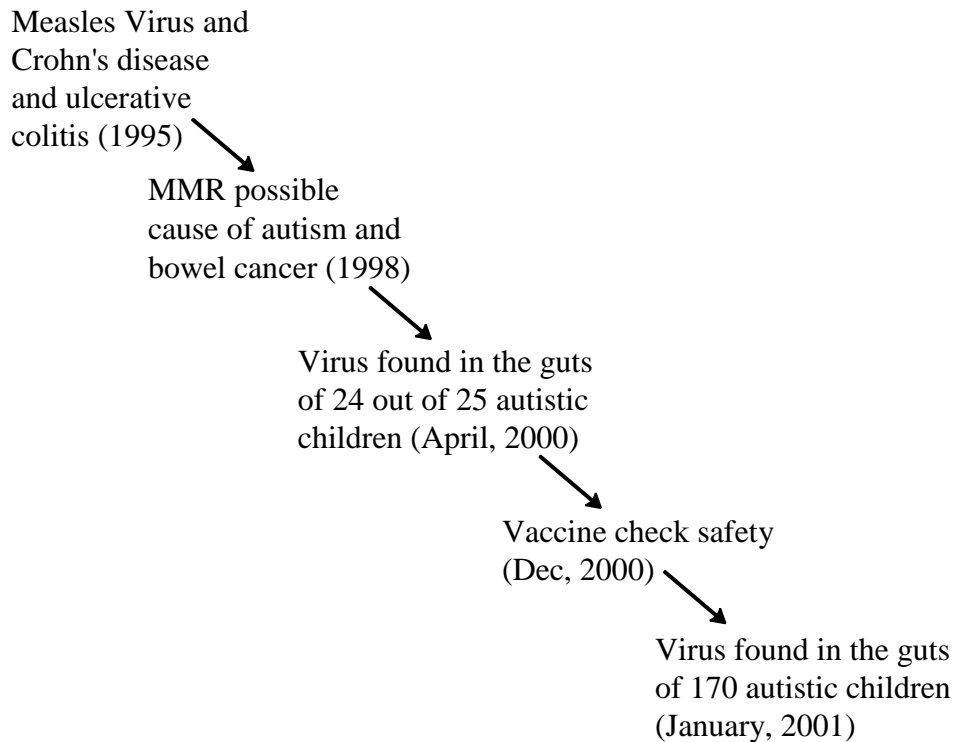 Measles Virus and
Crohn's disease
and ulcerative
colitis (1995)
MMR possible
cause of autism and
bowel cancer (1998)
Virus found in the guts
of 24 out of 25 autistic
children (April, 2000)
Vaccine check safety
(Dec, 2000)
Virus found in the guts
of 170 autistic children
(January, 2001)